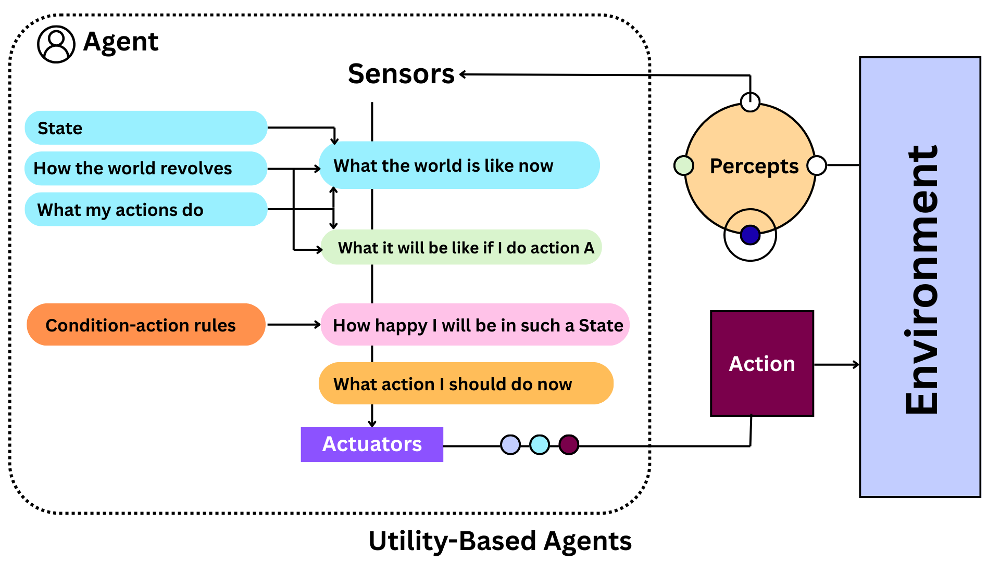 Agent
Sensors
State
How the world revolves
What my actions do
What the world is like now
What it will be like if I do action A
Condition-action rules
How happy I will be in such a State
What action I should do now
Actuators
Percepts
Action
Environment
Utility-Based Agents